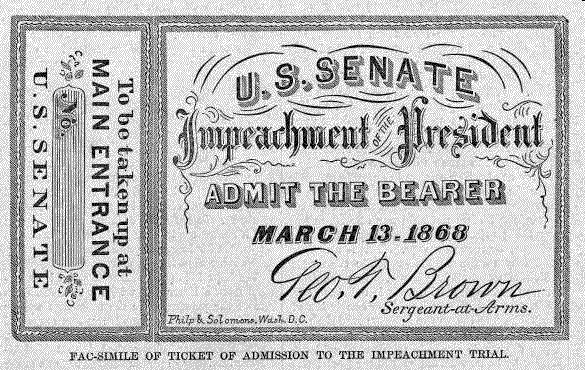 To be taken up at
MAIN ENTRANCE
No.
U.S. SENATE
U.S. SENATE
Impeachment OF THE President
ADMIT THE BEARER
MARCH 13-1868
Geo. T. Brown
Sergeant-at-Arms.
Philp & Solomons, Wash. D.C.
FAC-SIMILE OF TICKET OF ADMISSION TO THE IMPEACHMENT TRIAL.